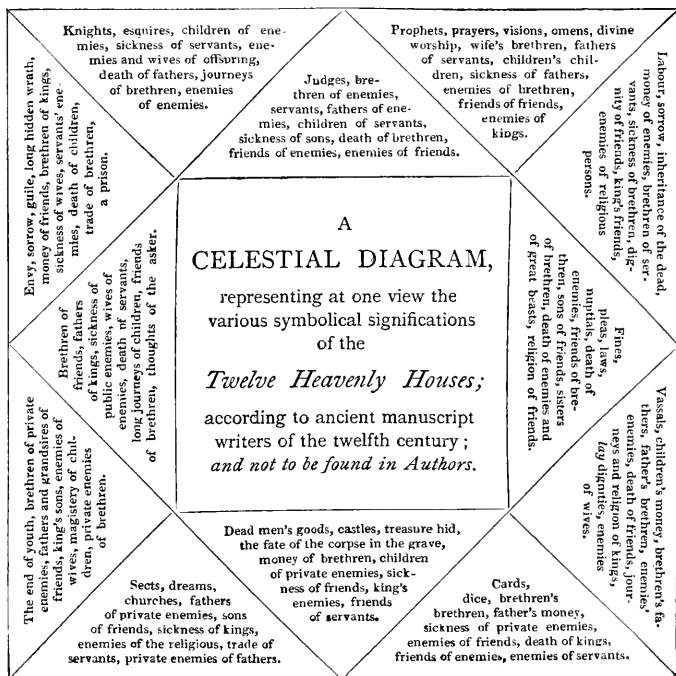 Knights, esquires, children of ene-
mies, sickness of servants, ene-
mies and wives of offspring,
death of fathers, journeys
of brethren, enemies
of enemies.
Judges, bre-
thren of enemies,
servants, fathers of ene-
mies, children of servants,
sickness of sons, death of brethren,
friends of enemies, enemies of friends.
Prophets, prayers, visions, omens, divine
worship, wife's brethren, fathers
of servants, children's chil-
dren, sickness of fathers,
enemies of brethren,
friends of friends,
enemies of
kings.
Labour, sorrow, inheritance of the dead,
money of enemies, brethren of ser-
vants, sickness of brethren, dig-
nity of friends, king's friends,
enemies of religious
persons.
Envy, sorrow, guile, long hidden wrath,
money of friends, brethren of kings,
sickness of wives, servants' ene-
mies, death of children,
trade of brethren,
a prison.
Brethren of
friends, fathers
of kings, sickness of
public enemies, wives of
enemies, death of servants,
long journeys of children, friends
of brethren, thoughts of the asker.
A
CELESTIAL DIAGRAM,
representing at one view the
various symbolical significations
of the
Twelve Heavenly Houses;
according to ancient manuscript
writers of the twelfth century;
and not to be found in Authors.
Fines,
pleas, laws,
nuptials, death of
enemies, friends of bre-
thren, sons of friends, sisters
of brethren, death of enemies and
of great beasts, religion of friends.
Vassals, children's money, brethren's fa-
thers, father's brethren, enemies'
enemies, death of friends, jour-
neys and religion of kings,
lay dignities, enemies
of wives.
The end of youth, brethren of private
enemies, fathers and grandsires of
friends, king's sons, enemies of
wives, magistery of chil-
dren, private enemies
of brethren.
Dead men's goods, castles, treasure hid,
the fate of the corpse in the grave,
money of brethren, children
of private enemies, sick-
ness of friends, king's
enemies, friends
of servants.
Sects, dreams,
churches, fathers
of private enemies, sons
of friends, sickness of kings,
enemies of the religious, trade of
servants, private enemies of fathers.
Cards,
dice, brethren's
brethren, father's money,
sickness of private enemies,
enemies of friends, death of kings,
friends of enemies, enemies of servants.